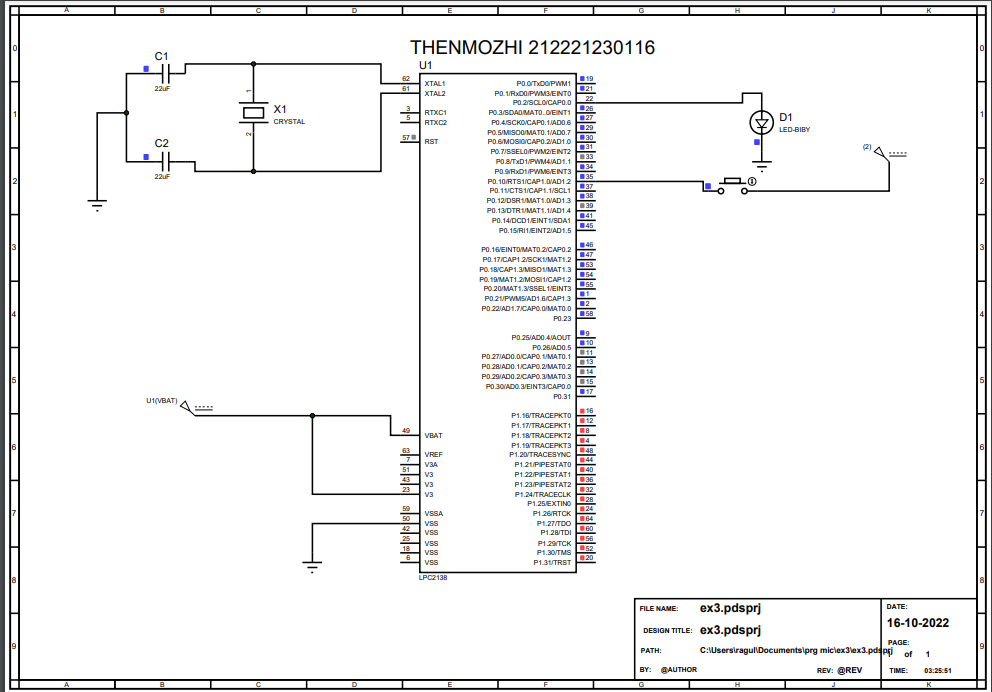 A B C D E F G H J K
THENMOZHI 212221230116
U1
C1
22uF
C2
22uF
X1
CRYSTAL
1
2
62 XTAL1
61 XTAL2
3 RTXC1
5 RTXC2
57 RST
P0.0/TxD0/PWM1 19
P0.1/RxD0/PWM3/EINT0 21
P0.2/SCL0/CAP0.0 22
P0.3/SDA0/MAT0..0/EINT1 26
P0.4/SCK0/CAP0.1/AD0.6 27
P0.5/MISO0/MAT0.1/AD0.7 29
P0.6/MOSI0/CAP0.2/AD1.0 30
P0.7/SSEL0/PWM2/EINT2 31
P0.8/TxD1/PWM4/AD1.1 33
P0.9/RxD1/PWM6/EINT3 34
P0.10/RTS1/CAP1.0/AD1.2 35
P0.11/CTS1/CAP1.1/SCL1 37
P0.12/DSR1/MAT1.0/AD1.3 38
P0.13/DTR1/MAT1.1/AD1.4 39
P0.14/DCD1/EINT1/SDA1 41
P0.15/RI1/EINT2/AD1.5 45
P0.16/EINT0/MAT0.2/CAP0.2 46
P0.17/CAP1.2/SCK1/MAT1.2 47
P0.18/CAP1.3/MISO1/MAT1.3 53
P0.19/MAT1.2/MOSI1/CAP1.2 54
P0.20/MAT1.3/SSEL1/EINT3 55
P0.21/PWM5/AD1.6/CAP1.3 1
P0.22/AD1.7/CAP0.0/MAT0.0 2
P0.23 58
P0.25/AD0.4/AOUT 9
P0.26/AD0.5 10
P0.27/AD0.0/CAP0.1/MAT0.1 11
P0.28/AD0.1/CAP0.2/MAT0.2 13
P0.29/AD0.2/CAP0.3/MAT0.3 14
P0.30/AD0.3/EINT3/CAP0.0 15
P0.31 17
P1.16/TRACEPKT0 16
P1.17/TRACEPKT1 12
P1.18/TRACEPKT2 8
P1.19/TRACEPKT3 4
P1.20/TRACESYNC 48
P1.21/PIPESTAT0 44
P1.22/PIPESTAT1 40
P1.23/PIPESTAT2 36
P1.24/TRACECLK 32
P1.25/EXTIN0 28
P1.26/RTCK 24
P1.27/TDO 64
P1.28/TDI 60
P1.29/TCK 56
P1.30/TMS 52
P1.31/TRST 20
D1
LED-BIBY
(2)
U1(VBAT)
49 VBAT
63 VREF
7 V3A
51 V3
43 V3
23 V3
59 VSSA
50 VSS
42 VSS
25 VSS
18 VSS
6 VSS
LPC2138
0 0
1 1
2 2
3 3
4 4
5 5
6 6
7 7
8 8
9 9
FILE NAME: ex3.pdsprj
DESIGN TITLE: ex3.pdsprj
PATH: C:\Users\ragul\Documents\prg mic\ex3\ex3.pdsprj
BY: @AUTHOR REV: @REV
DATE:
16-10-2022
PAGE:
1 of 1
TIME: 03:25:51
A B C D E F G H J K